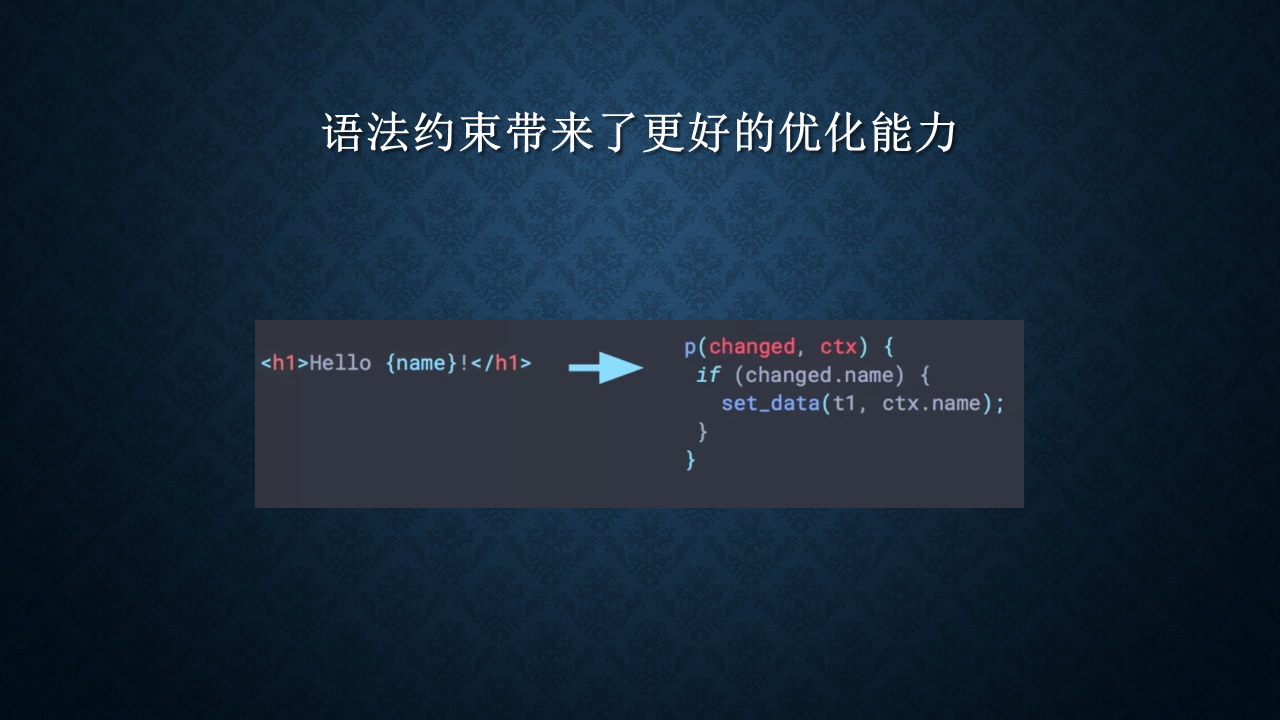 语法约束带来了更好的优化能力
<h1>Hello {name}!</h1>
p(changed, ctx) {
if (changed.name) {
set_data(t1, ctx.name);
}
}